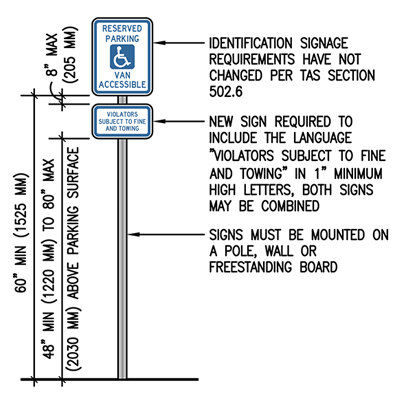 RESERVED
PARKING
VAN
ACCESSIBLE
VIOLATORS
SUBJECT TO FINE
AND TOWING
8" MAX
(205 MM)
60" MIN (1525 MM)
48" MIN (1220 MM) TO 80" MAX
(2030 MM) ABOVE PARKING SURFACE
IDENTIFICATION SIGNAGE
REQUIREMENTS HAVE NOT
CHANGED PER TAS SECTION
502.6
NEW SIGN REQUIRED TO
INCLUDE THE LANGUAGE
"VIOLATORS SUBJECT TO FINE
AND TOWING" IN 1" MINIMUM
HIGH LETTERS, BOTH SIGNS
MAY BE COMBINED
SIGNS MUST BE MOUNTED ON
A POLE, WALL OR
FREESTANDING BOARD